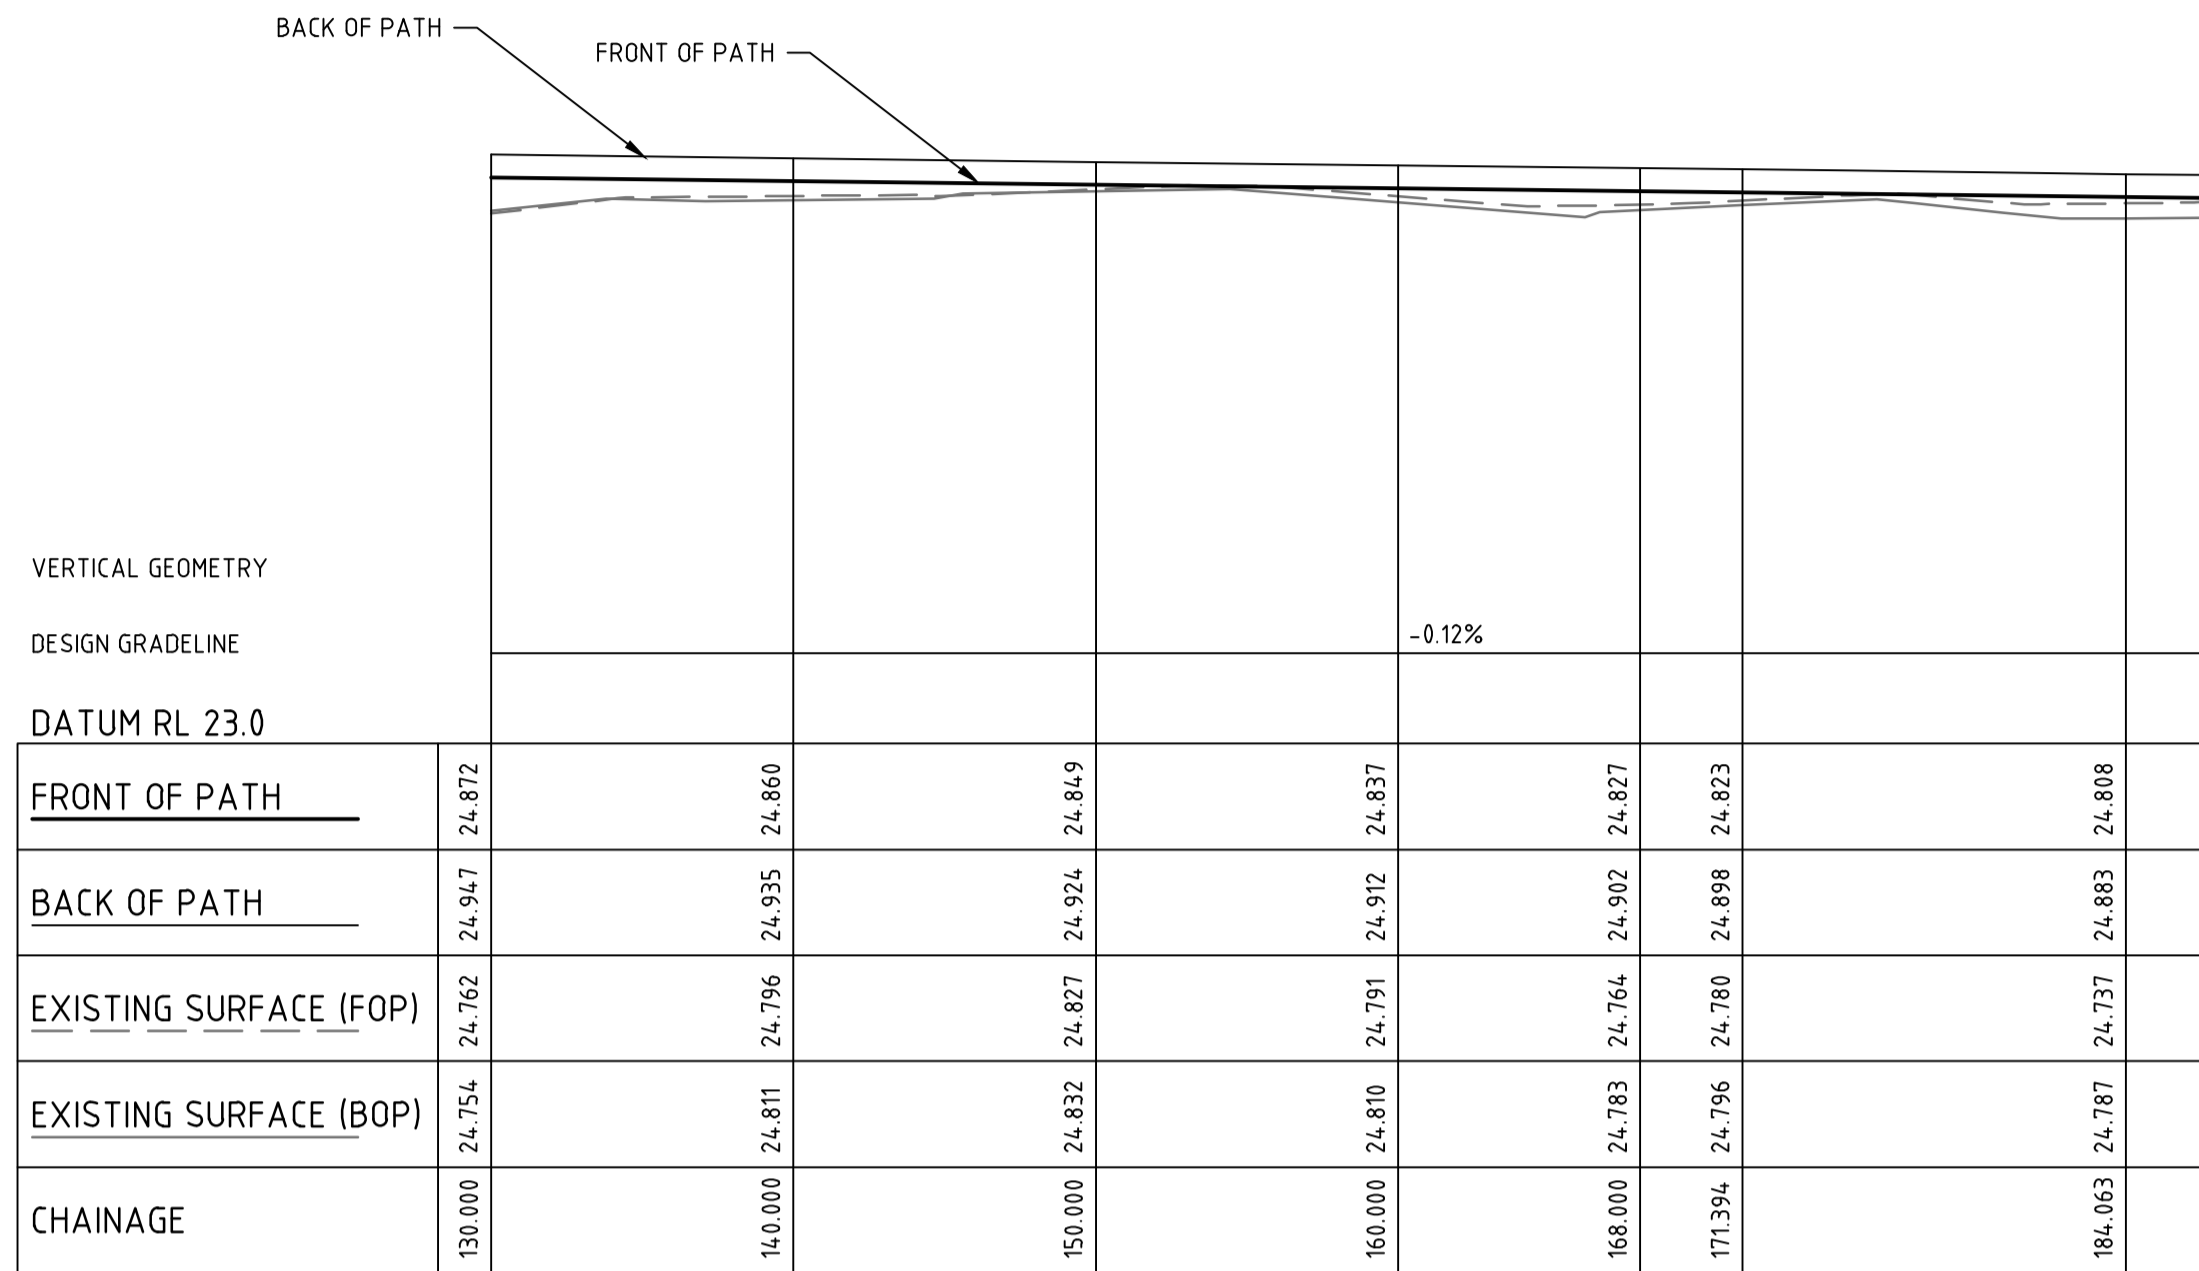 BACK OF PATH
FRONT OF PATH
VERTICAL GEOMETRY
DESIGN GRADELINE
-0.12%
DATUM RL 23.0
FRONT OF PATH 24.872 24.860 24.849 24.837 24.827 24.823 24.808
BACK OF PATH 24.947 24.935 24.924 24.912 24.902 24.898 24.883
EXISTING SURFACE (FOP) 24.762 24.796 24.827 24.791 24.764 24.780 24.737
EXISTING SURFACE (BOP) 24.754 24.811 24.832 24.810 24.783 24.796 24.787
CHAINAGE 130.000 140.000 150.000 160.000 168.000 171.394 184.063